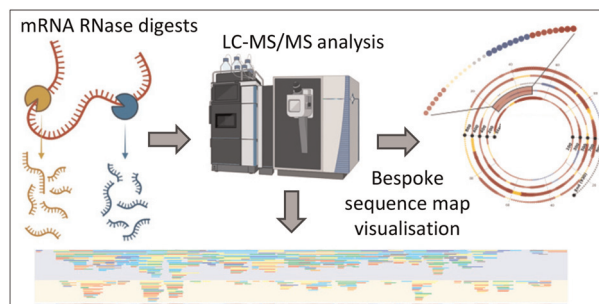 mRNA RNase digests
LC-MS/MS analysis
Bespoke
sequence map
visualisation